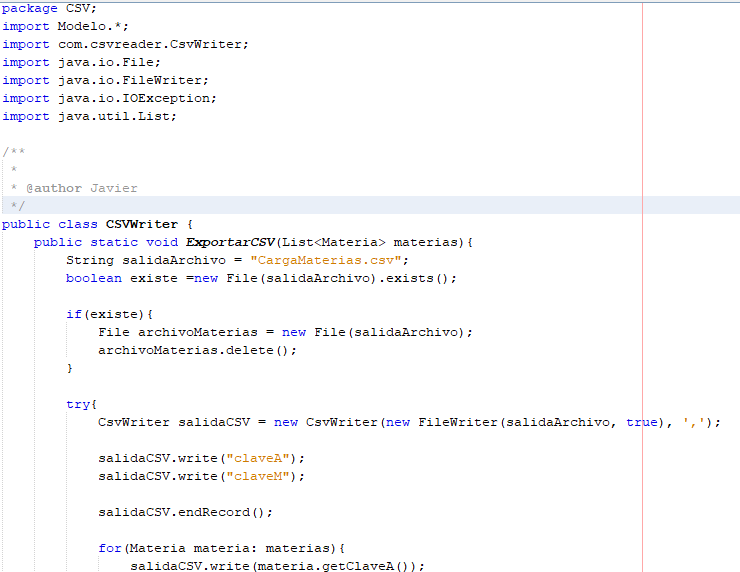 package CSV;
import Modelo.*;
import com.csvreader.CsvWriter;
import java.io.File;
import java.io.FileWriter;
import java.io.IOException;
import java.util.List;
/**
 *
 * @author Javier
 */
public class CSVWriter {
    public static void ExportarCSV(List<Materia> materias){
        String salidaArchivo = "CargaMaterias.csv";
        boolean existe =new File(salidaArchivo).exists();
        if(existe){
            File archivoMaterias = new File(salidaArchivo);
            archivoMaterias.delete();
        }
        try{
            CsvWriter salidaCSV = new CsvWriter(new FileWriter(salidaArchivo, true), ',');
            salidaCSV.write("claveA");
            salidaCSV.write("claveM");
            salidaCSV.endRecord();
            for(Materia materia: materias){
                salidaCSV.write(materia.getClaveA());